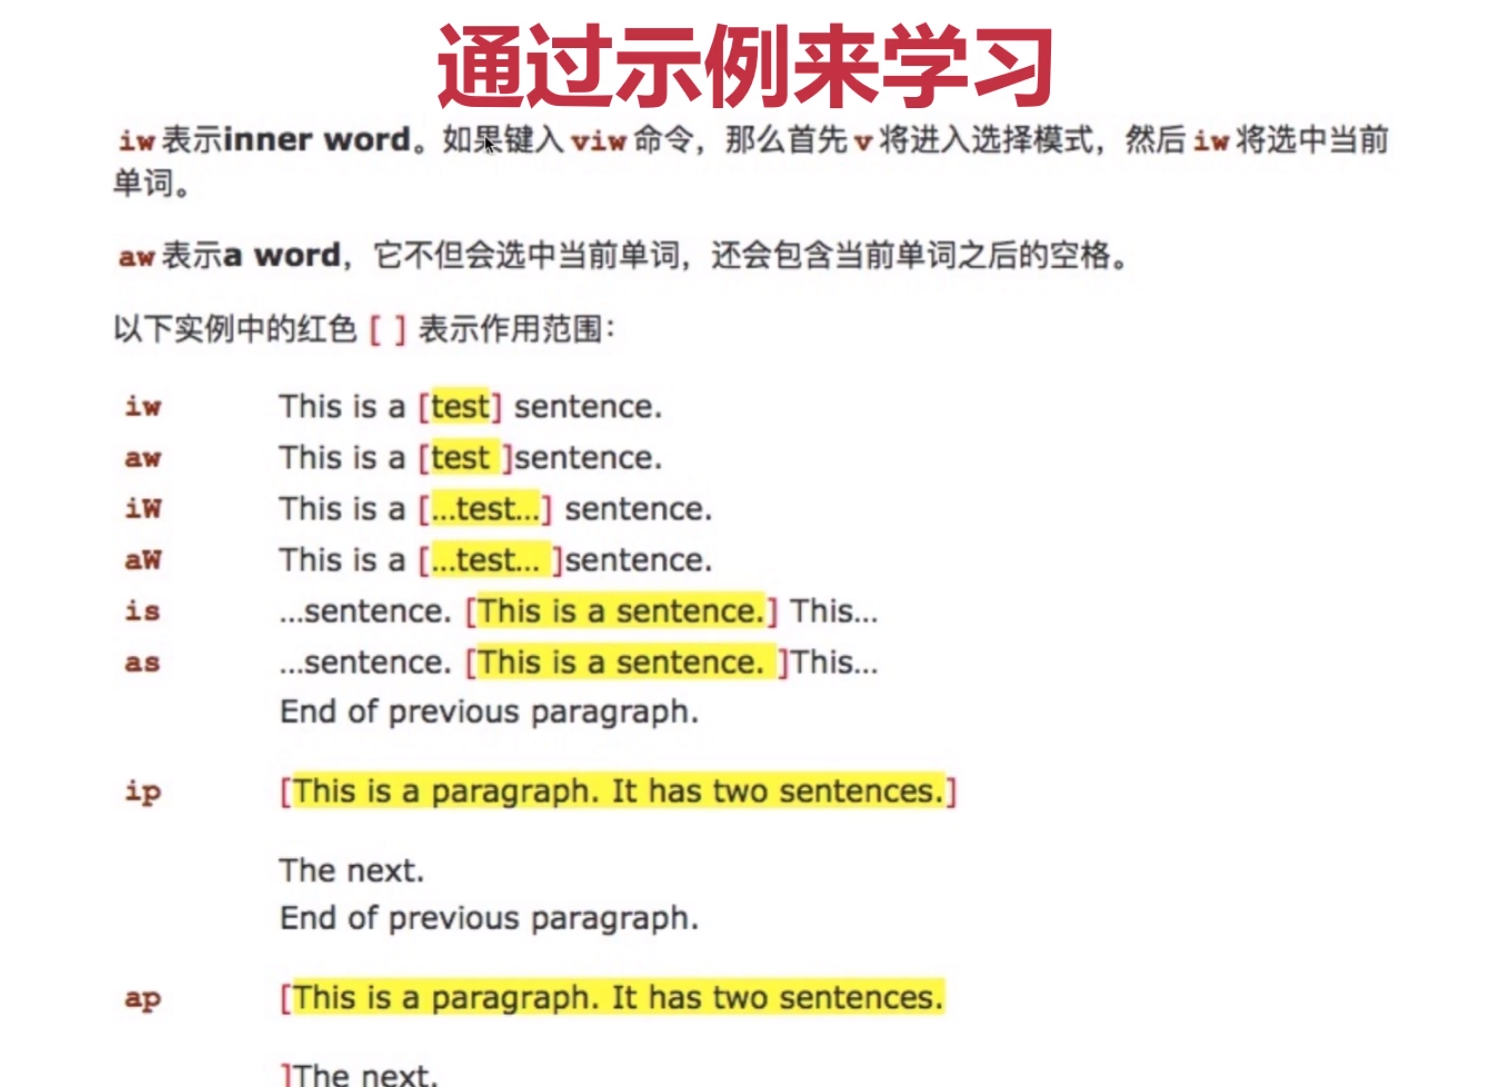 通过示例来学习
iw 表示inner word。如果键入 viw 命令，那么首先 v 将进入选择模式，然后 iw 将选中当前
单词。
aw 表示a word，它不但会选中当前单词，还会包含当前单词之后的空格。
以下实例中的红色 [ ] 表示作用范围：
iw This is a [test] sentence.
aw This is a [test ]sentence.
iW This is a [...test...] sentence.
aW This is a [...test... ]sentence.
is ...sentence. [This is a sentence.] This...
as ...sentence. [This is a sentence. ]This...
End of previous paragraph.
ip [This is a paragraph. It has two sentences.]
The next.
End of previous paragraph.
ap [This is a paragraph. It has two sentences.
]The next.